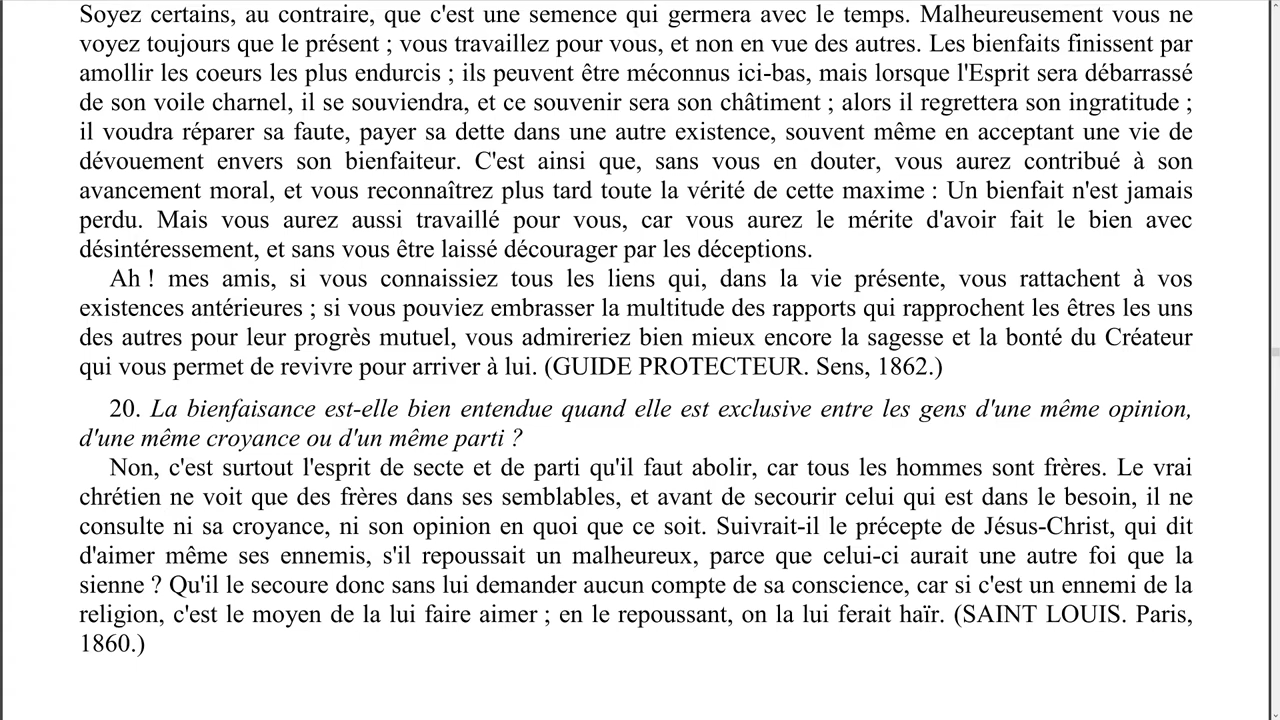 Soyez certains, au contraire, que c'est une semence qui germera avec le temps. Malheureusement vous ne
voyez toujours que le présent ; vous travaillez pour vous, et non en vue des autres. Les bienfaits finissent par
amollir les coeurs les plus endurcis ; ils peuvent être méconnus ici-bas, mais lorsque l'Esprit sera débarrassé
de son voile charnel, il se souviendra, et ce souvenir sera son châtiment ; alors il regrettera son ingratitude ;
il voudra réparer sa faute, payer sa dette dans une autre existence, souvent même en acceptant une vie de
dévouement envers son bienfaiteur. C'est ainsi que, sans vous en douter, vous aurez contribué à son
avancement moral, et vous reconnaîtrez plus tard toute la vérité de cette maxime : Un bienfait n'est jamais
perdu. Mais vous aurez aussi travaillé pour vous, car vous aurez le mérite d'avoir fait le bien avec
désintéressement, et sans vous être laissé décourager par les déceptions.
Ah ! mes amis, si vous connaissiez tous les liens qui, dans la vie présente, vous rattachent à vos
existences antérieures ; si vous pouviez embrasser la multitude des rapports qui rapprochent les êtres les uns
des autres pour leur progrès mutuel, vous admireriez bien mieux encore la sagesse et la bonté du Créateur
qui vous permet de revivre pour arriver à lui. (GUIDE PROTECTEUR. Sens, 1862.)
20. La bienfaisance est-elle bien entendue quand elle est exclusive entre les gens d'une même opinion,
d'une même croyance ou d'un même parti ?
Non, c'est surtout l'esprit de secte et de parti qu'il faut abolir, car tous les hommes sont frères. Le vrai
chrétien ne voit que des frères dans ses semblables, et avant de secourir celui qui est dans le besoin, il ne
consulte ni sa croyance, ni son opinion en quoi que ce soit. Suivrait-il le précepte de Jésus-Christ, qui dit
d'aimer même ses ennemis, s'il repoussait un malheureux, parce que celui-ci aurait une autre foi que la
sienne ? Qu'il le secoure donc sans lui demander aucun compte de sa conscience, car si c'est un ennemi de la
religion, c'est le moyen de la lui faire aimer ; en le repoussant, on la lui ferait haïr. (SAINT LOUIS. Paris,
1860.)